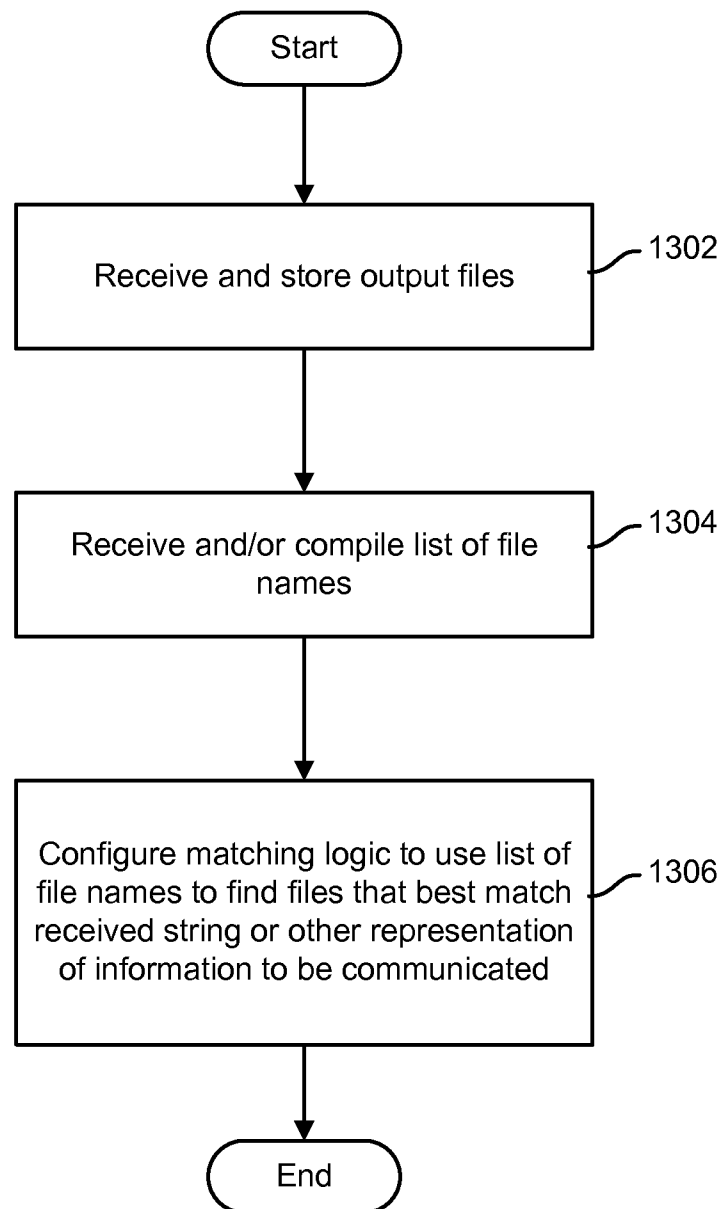 Start
Receive and store output files
1302
Receive and/or compile list of file
names
1304
Configure matching logic to use list of
file names to find files that best match
received string or other representation
of information to be communicated
1306
End